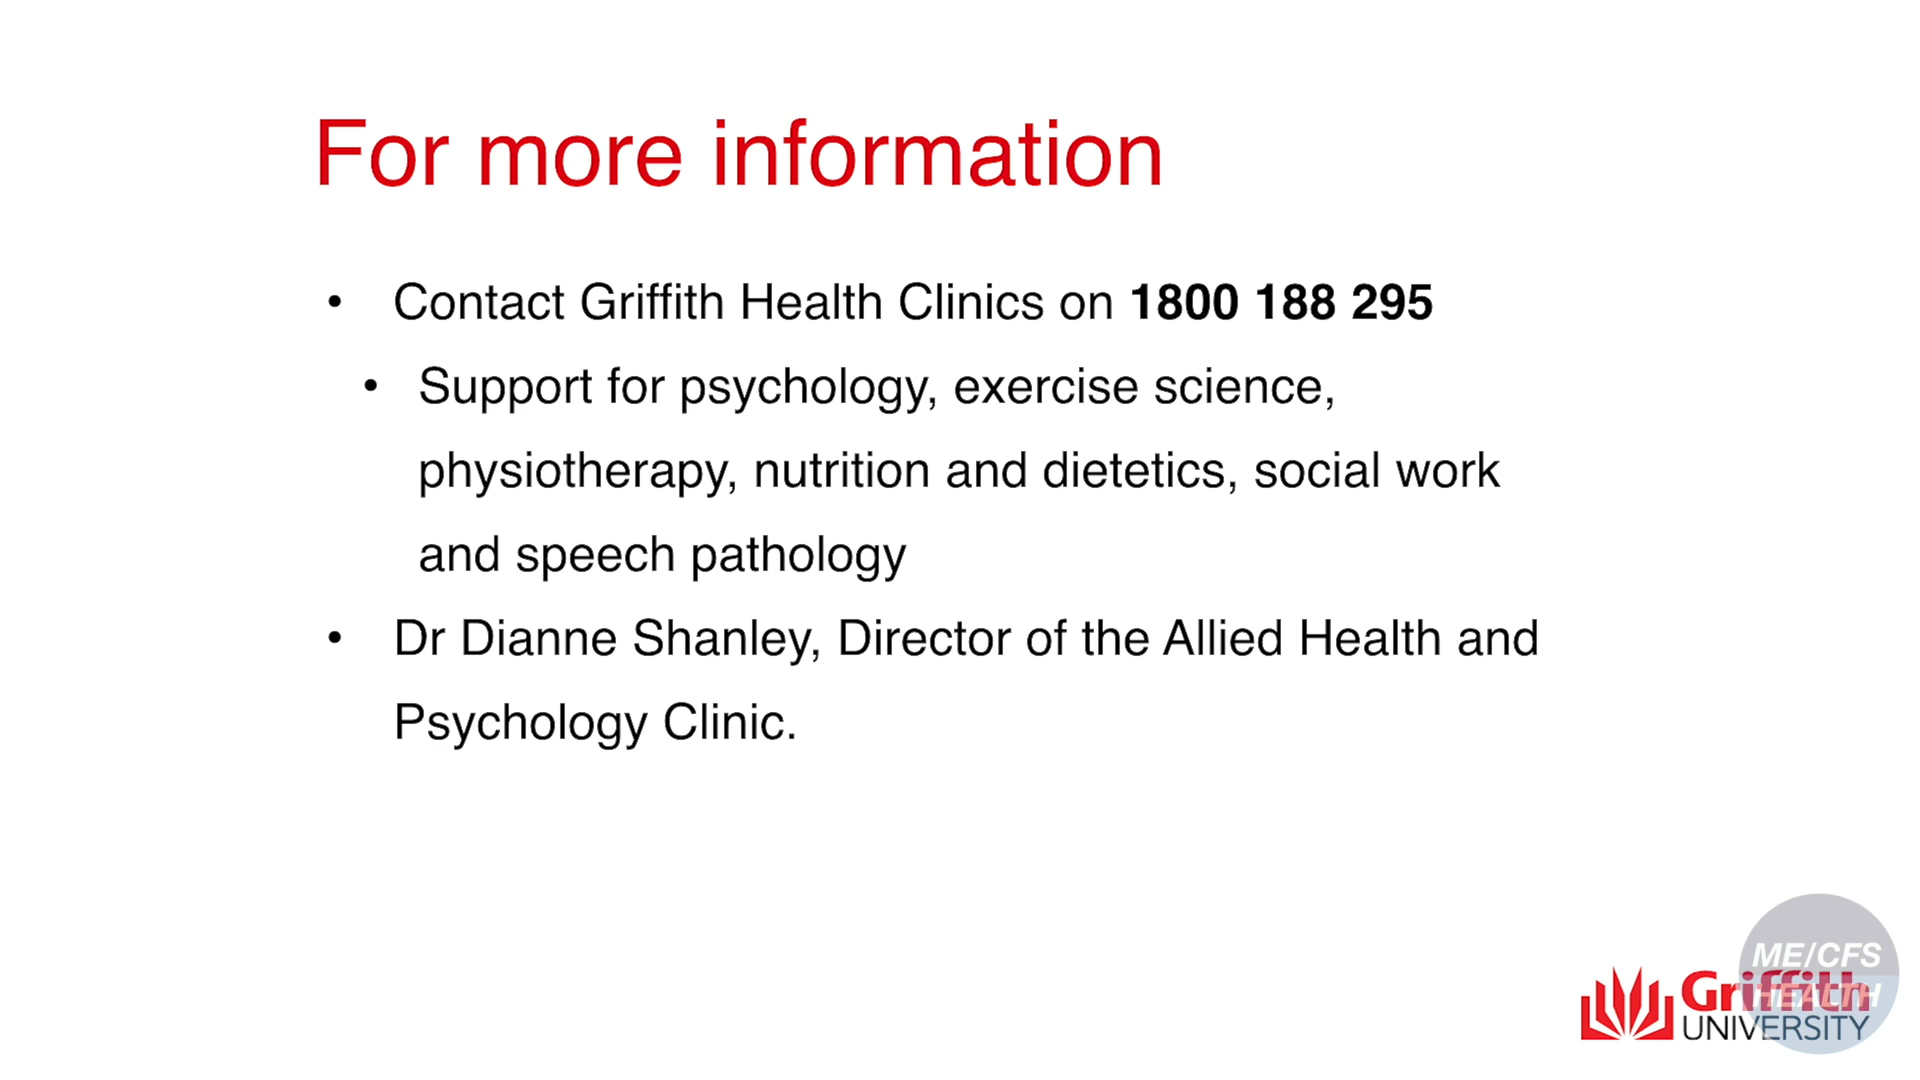 For more information
• Contact Griffith Health Clinics on 1800 188 295
• Support for psychology, exercise science,
physiotherapy, nutrition and dietetics, social work
and speech pathology
• Dr Dianne Shanley, Director of the Allied Health and
Psychology Clinic.
ME/CFS
HEALTH
Griffith
UNIVERSITY